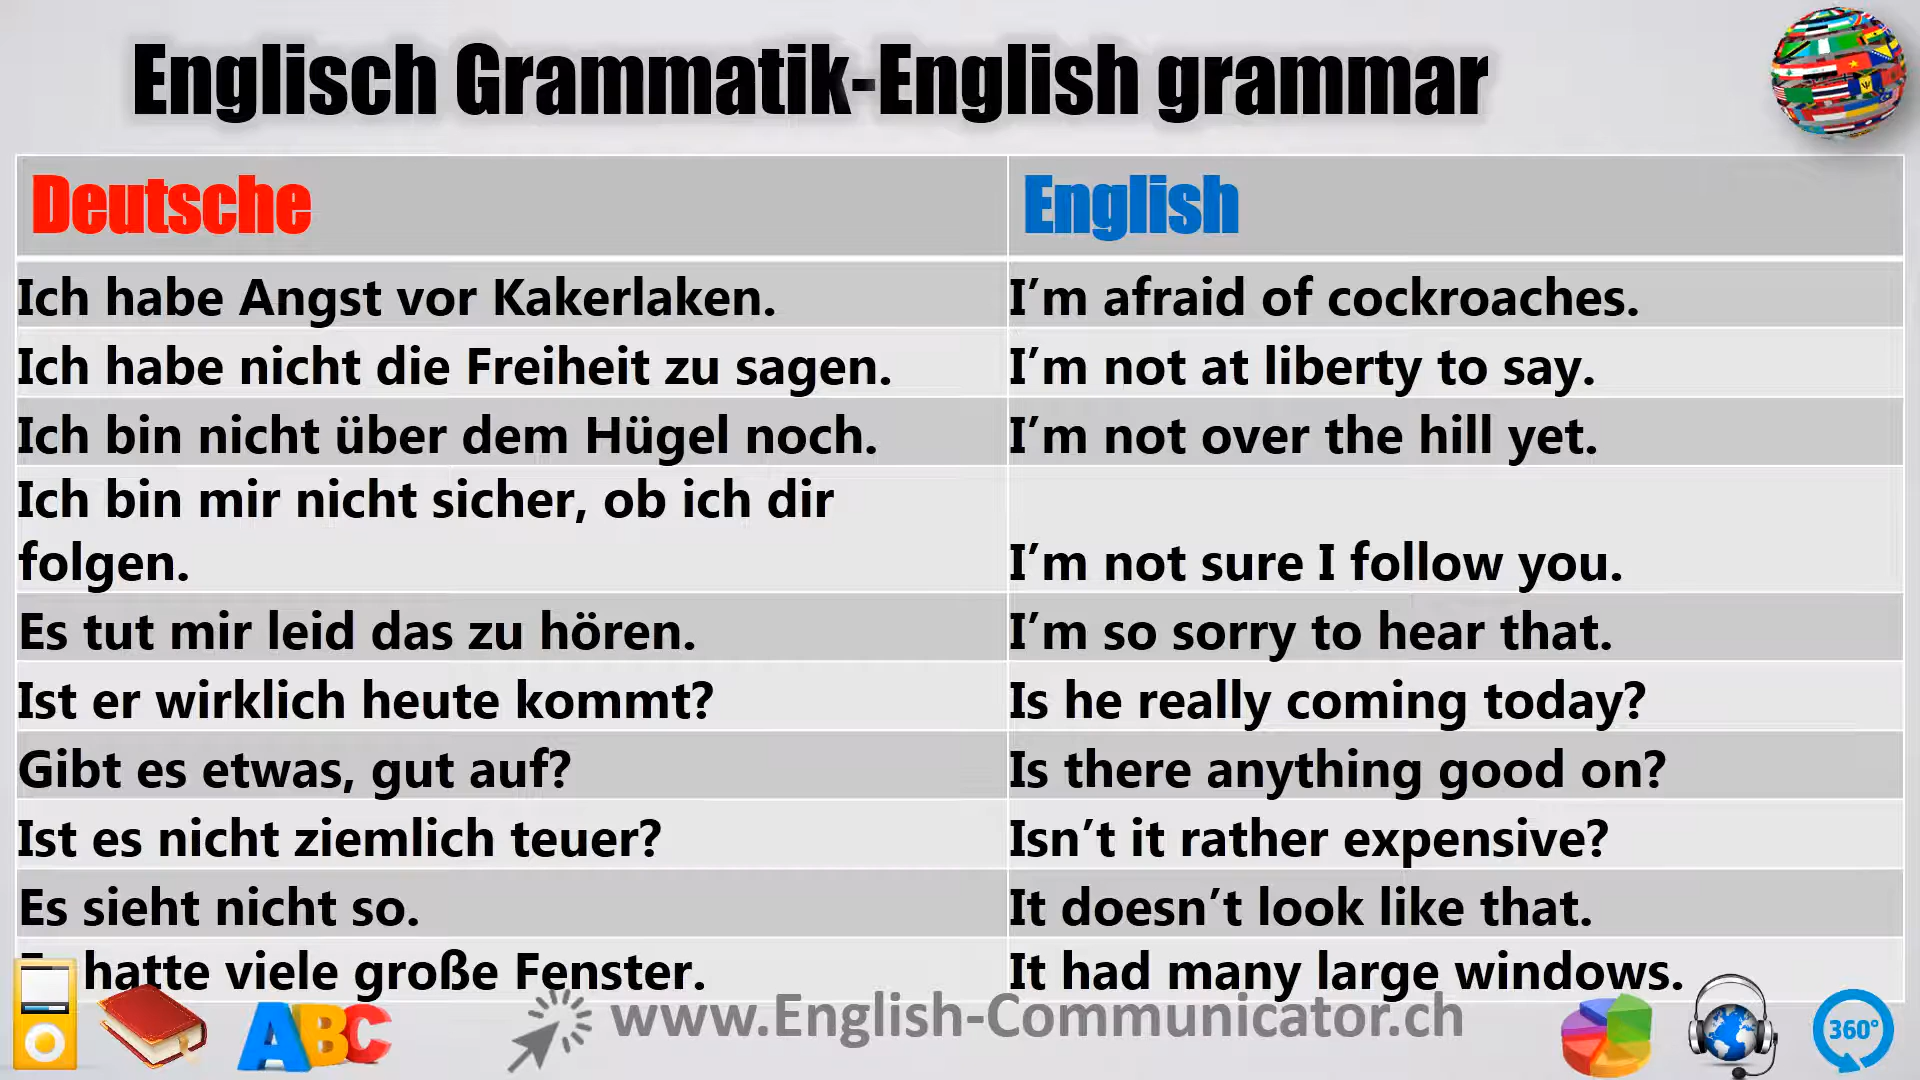 Englisch Grammatik-English grammar
Deutsche
English
Ich habe Angst vor Kakerlaken.
I’m afraid of cockroaches.
Ich habe nicht die Freiheit zu sagen.
I’m not at liberty to say.
Ich bin nicht über dem Hügel noch.
I’m not over the hill yet.
Ich bin mir nicht sicher, ob ich dir
folgen.
I’m not sure I follow you.
Es tut mir leid das zu hören.
I’m so sorry to hear that.
Ist er wirklich heute kommt?
Is he really coming today?
Gibt es etwas, gut auf?
Is there anything good on?
Ist es nicht ziemlich teuer?
Isn’t it rather expensive?
Es sieht nicht so.
It doesn’t look like that.
hatte viele große Fenster.
It had many large windows.
ABC
www.English-Communicator.ch
360°